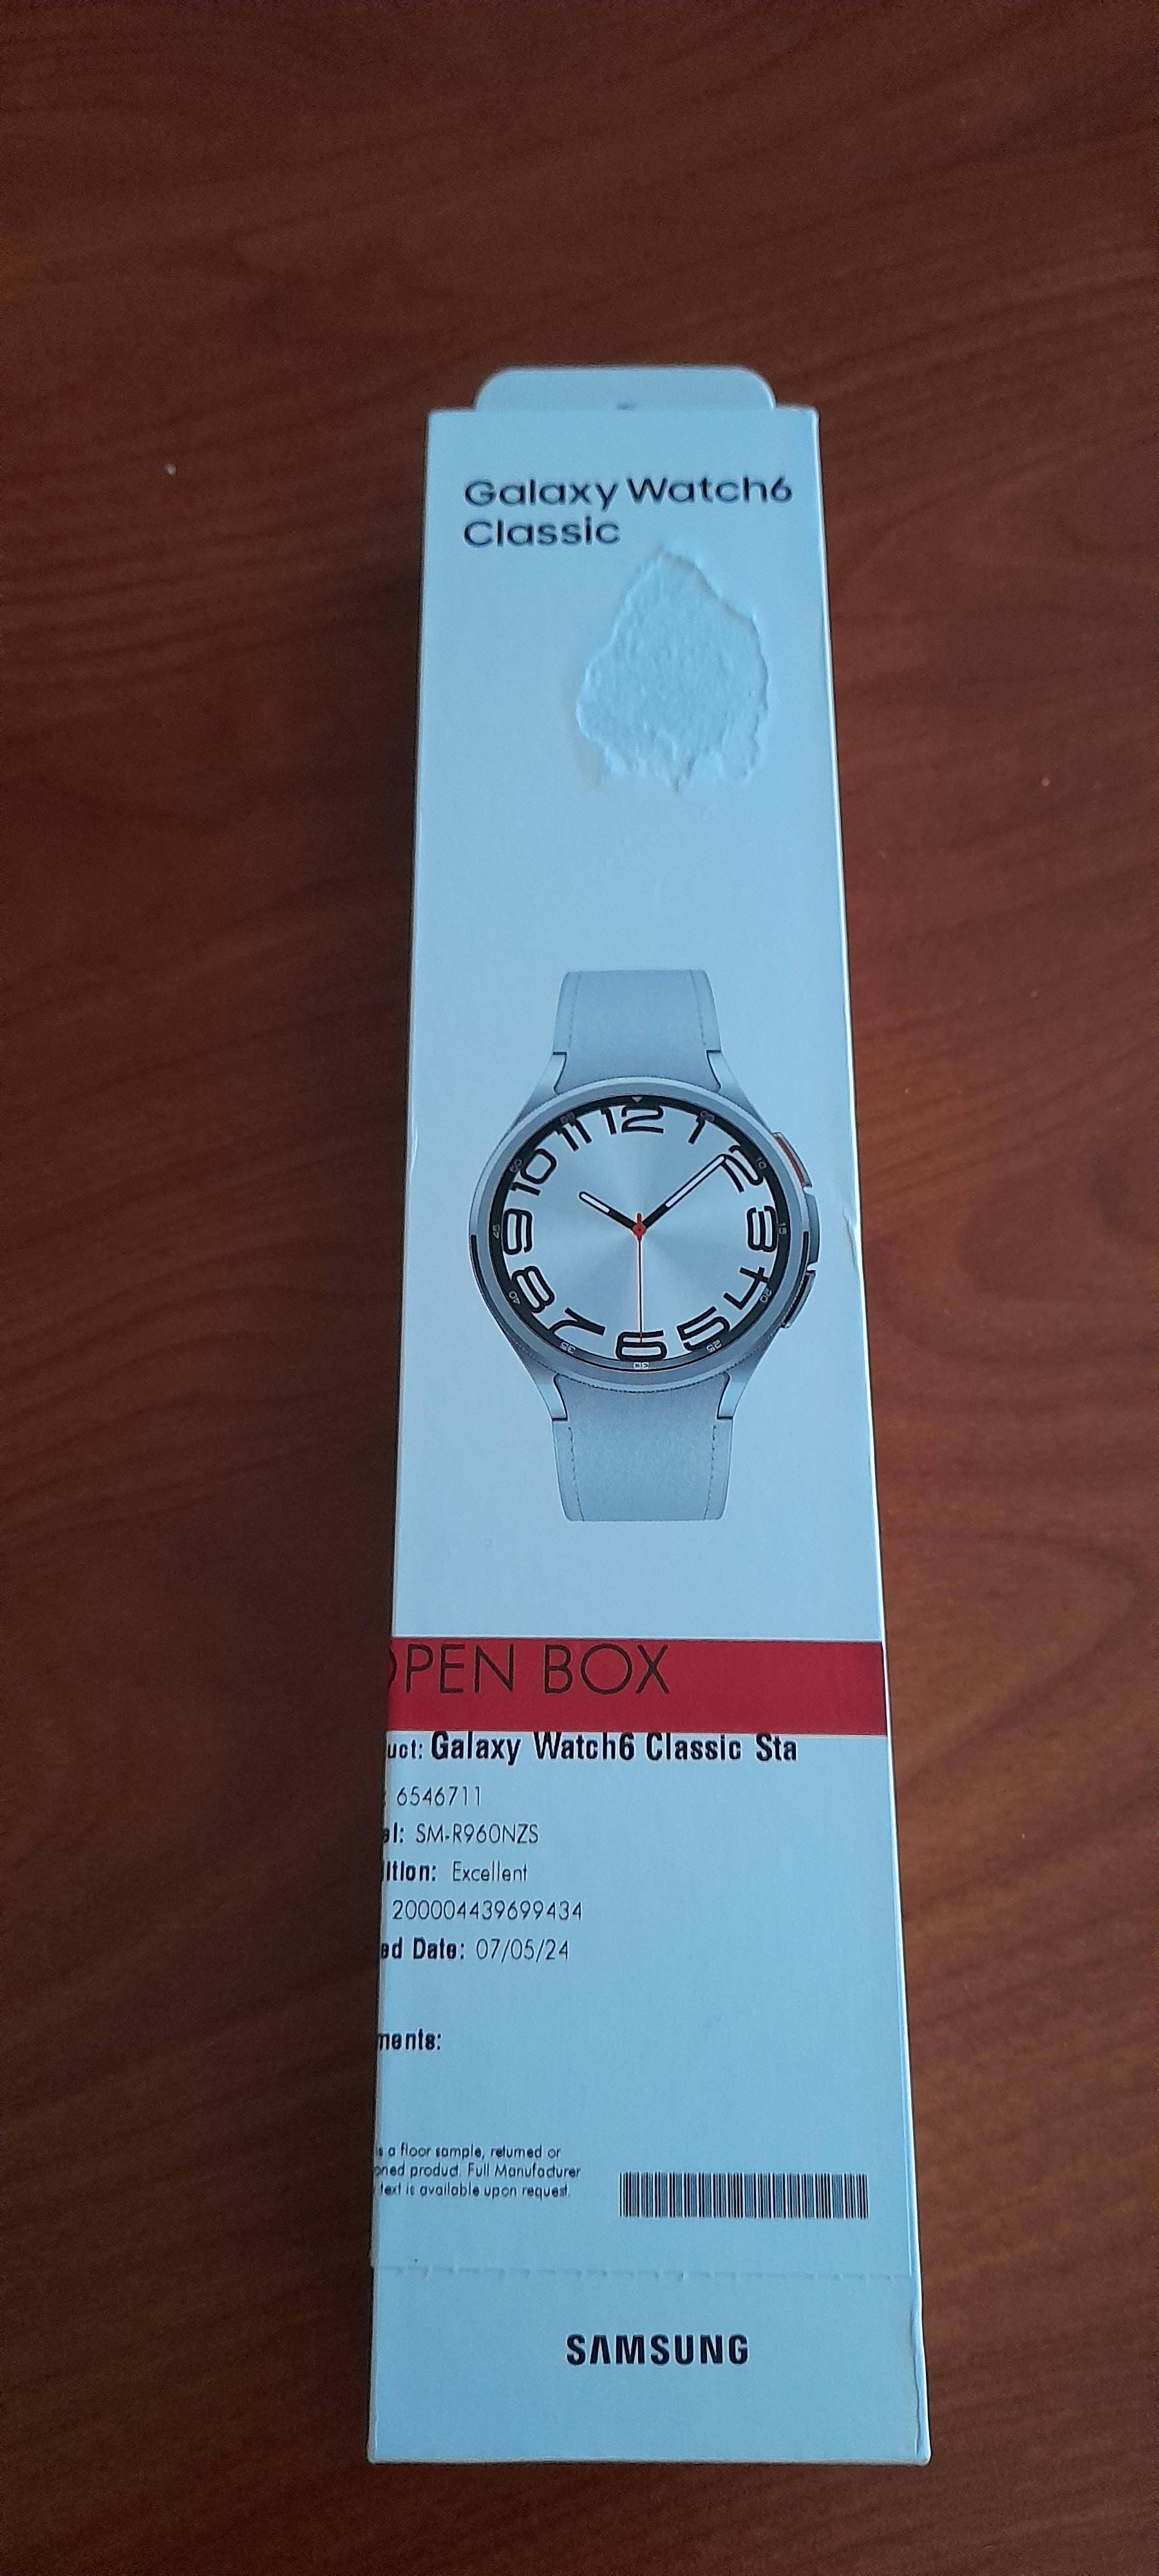 Galaxy Watch6
Classic
11 12 1
10 2
9 3
8 4
7 6 5
OPEN BOX
uct: Galaxy Watch6 Classic Sta
: 6546711
el: SM-R960NZS
ition: Excellent
200004439699434
ed Date: 07/05/24
ments:
is a floor sample, returned or
oned product. Full Manufacturer
text is available upon request.
SAMSUNG